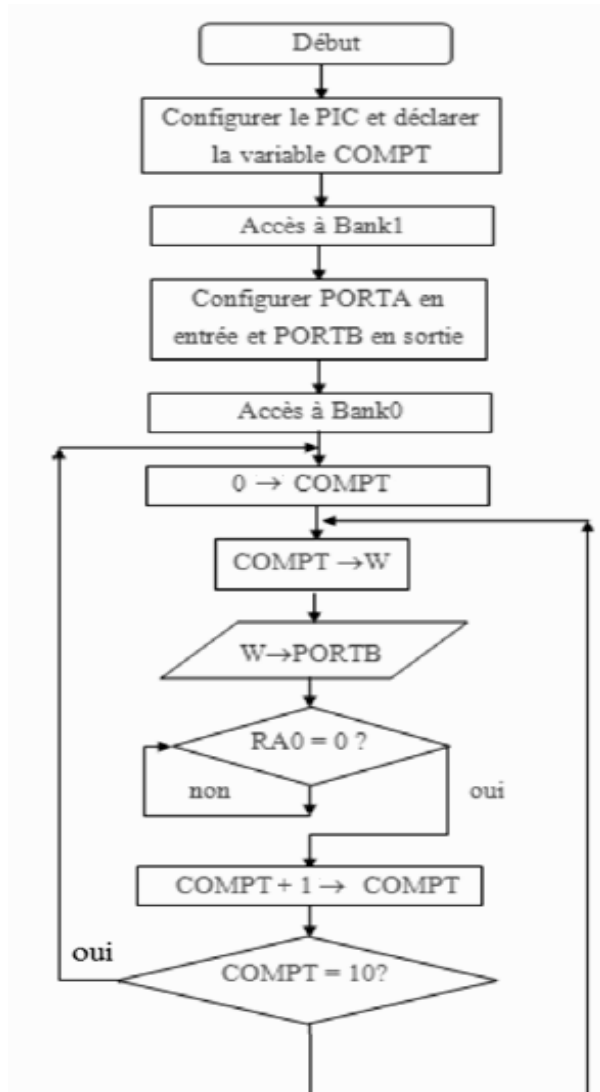 Début
Configurer le PIC et déclarer
la variable COMPT
Accès à Bank1
Configurer PORTA en
entrée et PORTB en sortie
Accès à Bank0
0 → COMPT
COMPT →W
W→PORTB
RA0 = 0 ?
non
oui
COMPT + 1 → COMPT
oui
COMPT = 10?